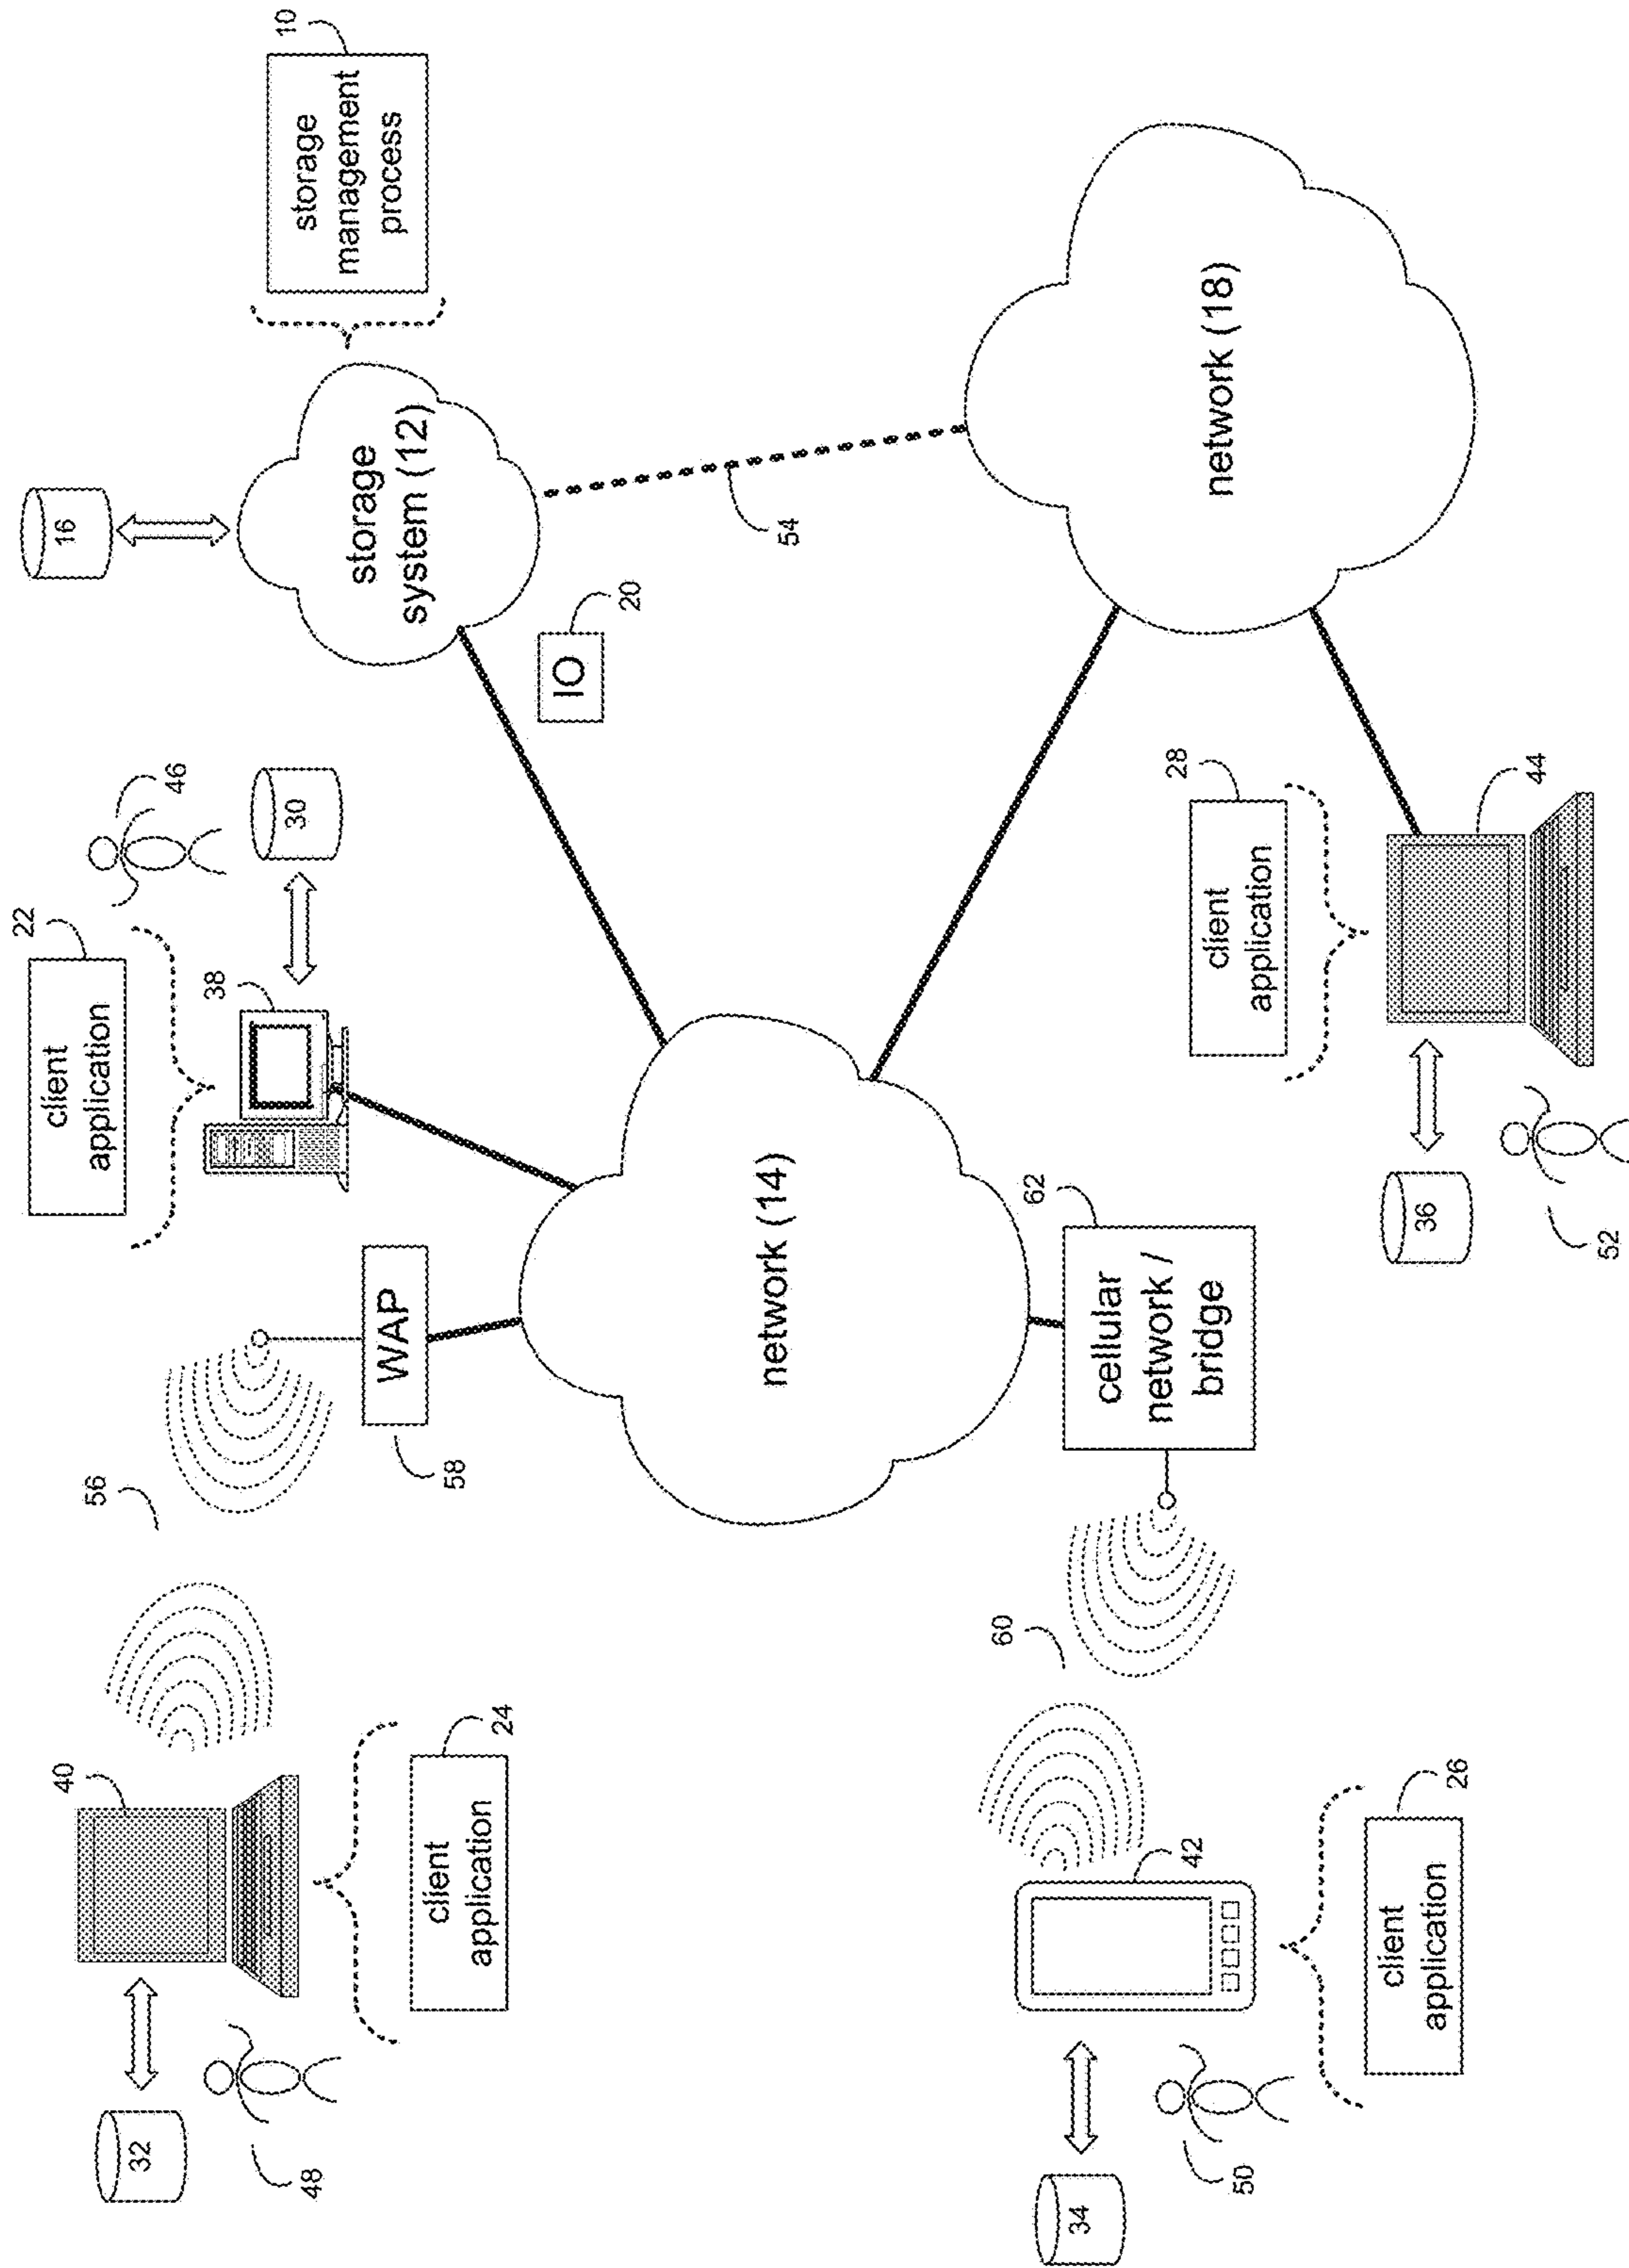 16
10
storage
management
process
storage
system (12)
22
client
application
46
30
38
56
40
32
48
24
client
application
58
WAP
IO
20
54
network (14)
network (18)
60
62
cellular
network /
bridge
42
34
50
26
client
application
28
client
application
44
36
52